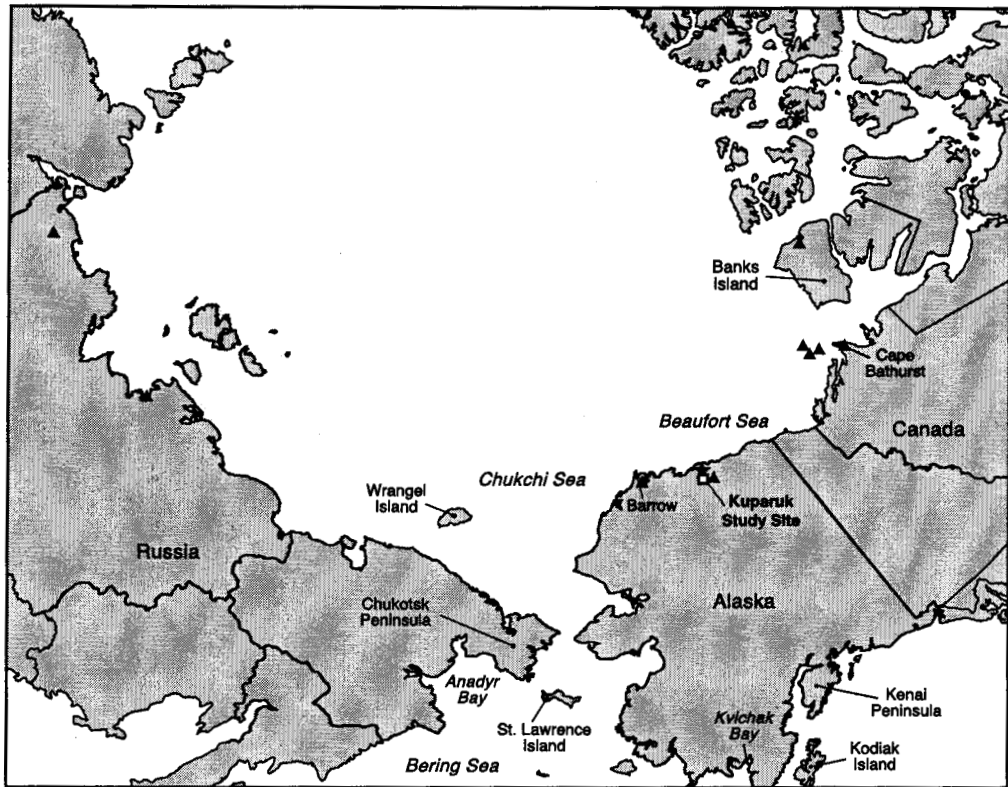 Banks
Island
Cape
Bathurst
Beaufort Sea
Canada
Chukchi Sea
Wrangel
Island
Barrow
Kuparuk
Study Site
Russia
Chukotsk
Peninsula
Alaska
Anadyr
Bay
St. Lawrence
Island
Kvichak
Bay
Kenai
Peninsula
Kodiak
Island
Bering Sea